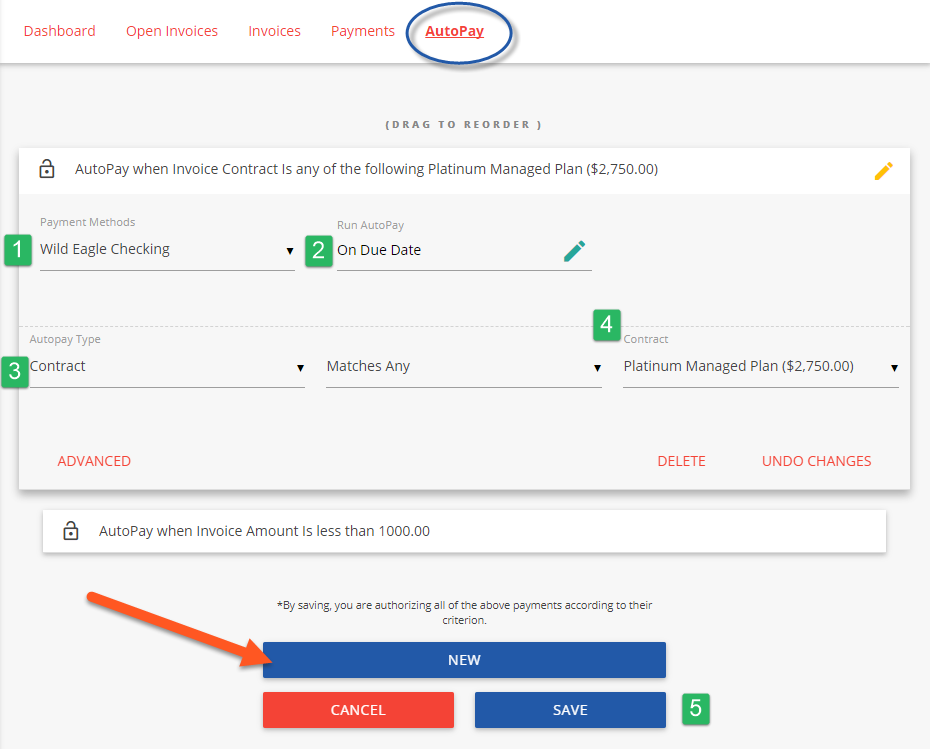 Dashboard Open Invoices Invoices Payments AutoPay
(DRAG TO REORDER )
AutoPay when Invoice Contract Is any of the following Platinum Managed Plan ($2,750.00)
Payment Methods Run AutoPay
1 Wild Eagle Checking 2 On Due Date
4
Autopay Type Contract
3 Contract Matches Any Platinum Managed Plan ($2,750.00)
ADVANCED DELETE UNDO CHANGES
AutoPay when Invoice Amount Is less than 1000.00
*By saving, you are authorizing all of the above payments according to their
criterion.
NEW
CANCEL SAVE 5